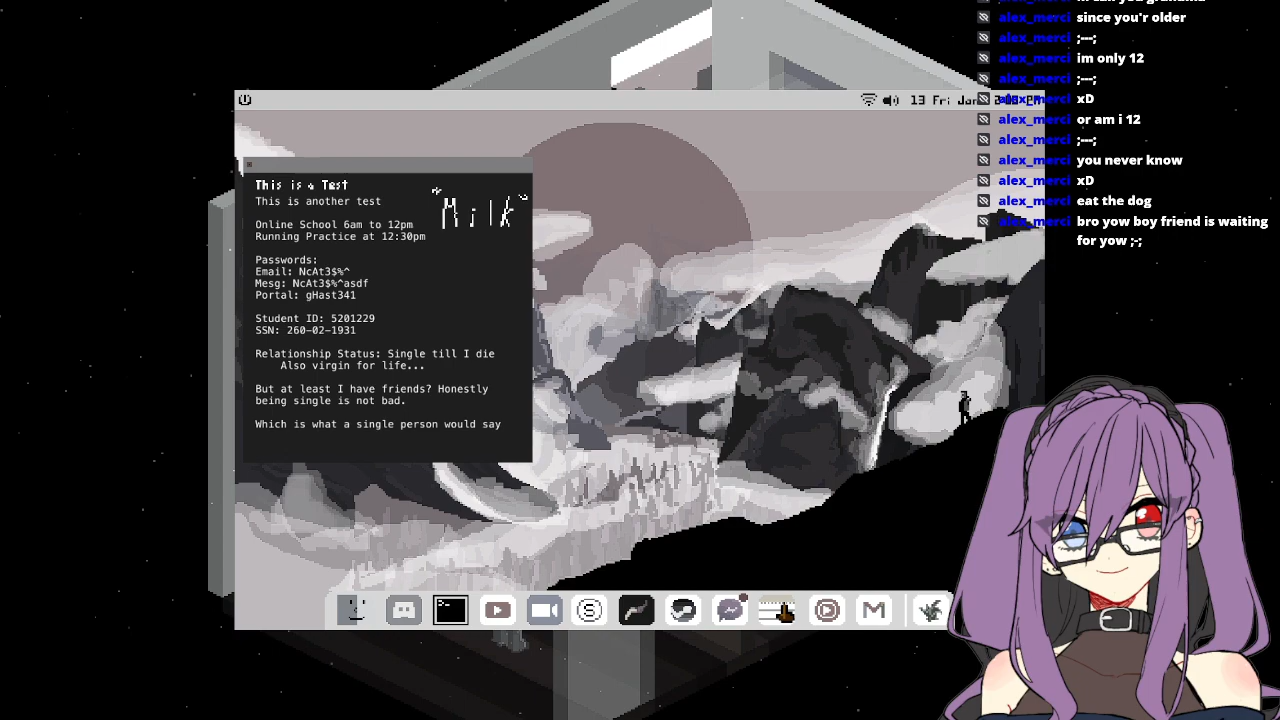 This is a Test
This is another test
Milk
Online School 6am to 12pm
Running Practice at 12:30pm
Passwords:
Email: NcAt3$%^
Mesg: NcAt3$%^asdf
Portal: gHast341
Student ID: 5201229
SSN: 260-02-1931
Relationship Status: Single till I die
Also virgin for life...
But at least I have friends? Honestly
being single is not bad.
Which is what a single person would say
13 Fri Jan
alex_merci since you'r older
alex_merci ;---;
alex_merci im only 12
alex_merci ;---;
alex_merci xD
alex_merci or am i 12
alex_merci ;---;
alex_merci you never know
alex_merci xD
alex_merci eat the dog
alex_merci bro yow boy friend is waiting
for yow ;-;